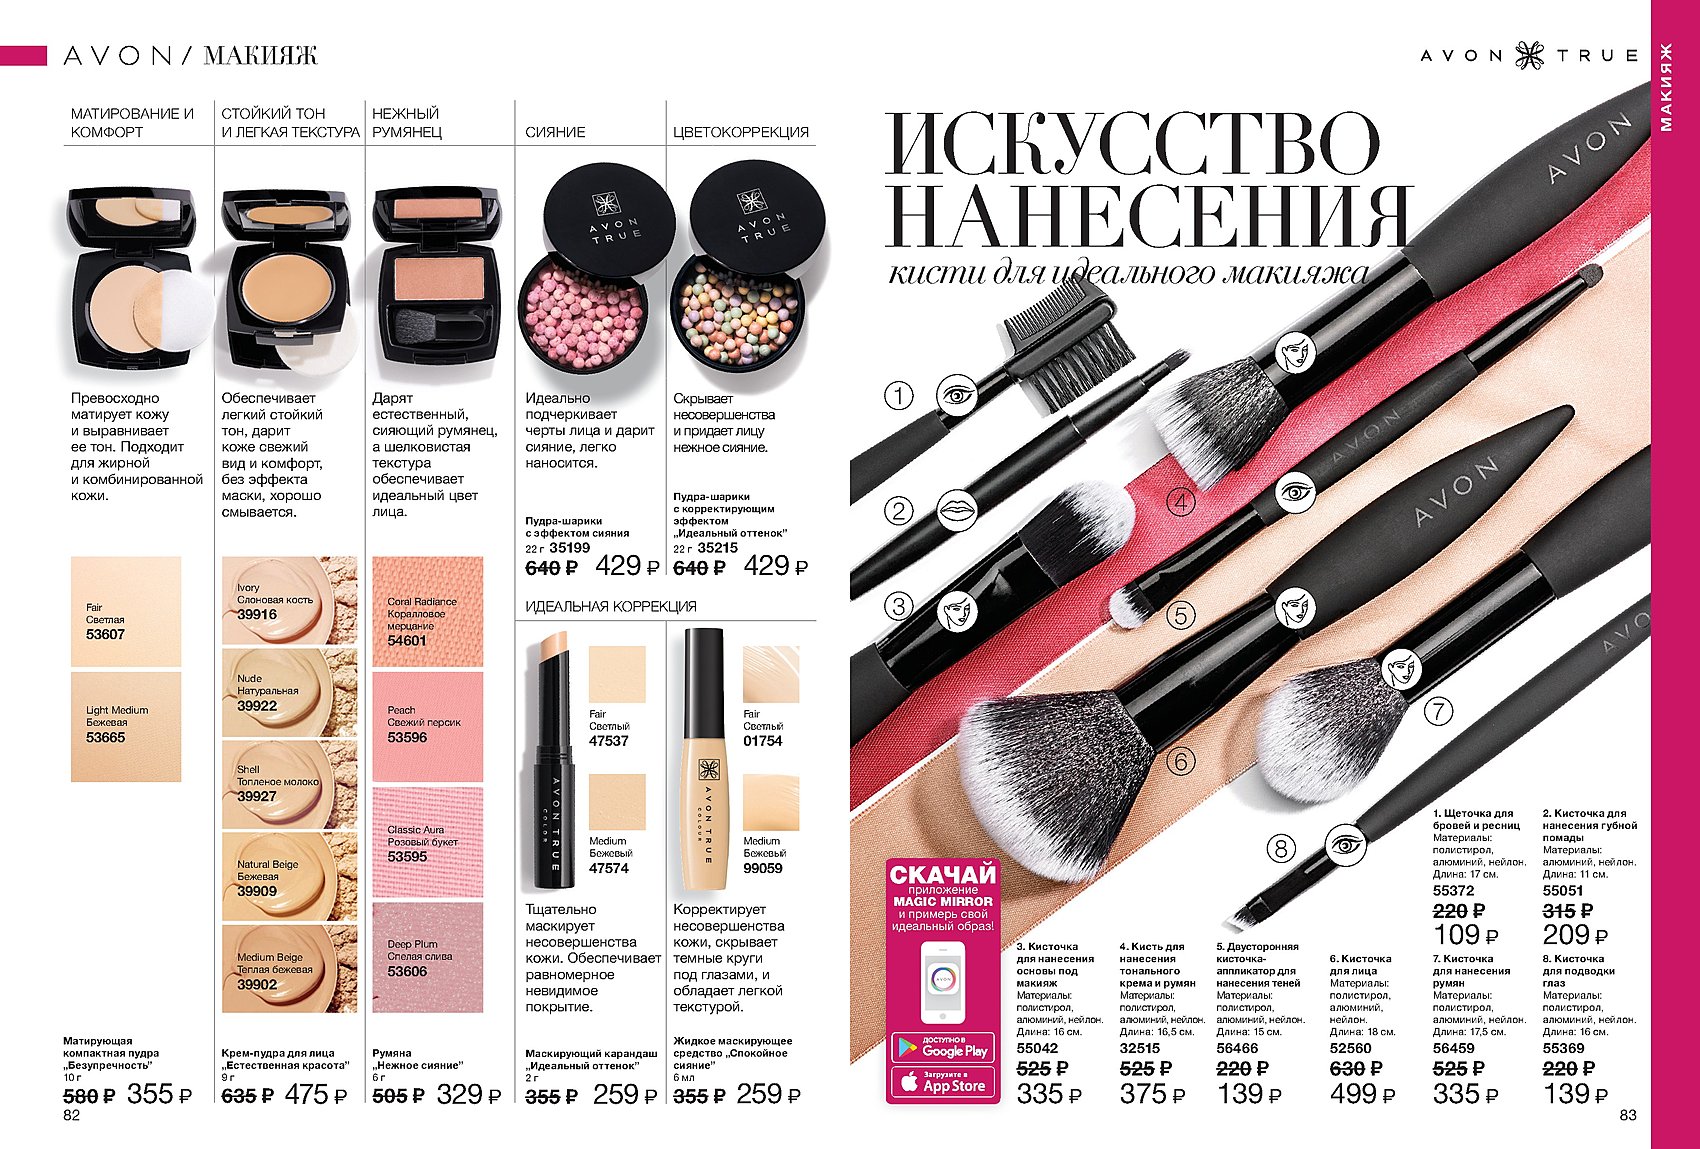 AVON / МАКИЯЖ
МАТИРОВАНИЕ И
КОМФОРТ
Превосходно
матирует кожу
и выравнивает
ее тон. Подходит
для жирной
и комбинированной
кожи.
Fair
Светлая
53607
Light Medium
Бежевая
53665
Матирующая
компактная пудра
„Безупречность”
10 г
580 ₽ 355 ₽
82
СТОЙКИЙ ТОН
И ЛЕГКАЯ ТЕКСТУРА
Обеспечивает
легкий стойкий
тон, дарит
коже свежий
вид и комфорт,
без эффекта
маски, хорошо
смывается.
Ivory
Слоновая кость
39916
Nude
Натуральная
39922
Shell
Топленое молоко
39927
Natural Beige
Бежевая
39909
Medium Beige
Теплая бежевая
39902
Крем-пудра для лица
„Естественная красота”
9 г
635 ₽ 475 ₽
НЕЖНЫЙ
РУМЯНЕЦ
Дарят
естественный,
сияющий румянец,
а шелковистая
текстура
обеспечивает
идеальный цвет
лица.
Coral Radiance
Коралловое
мерцание
54601
Peach
Свежий персик
53596
Classic Aura
Розовый букет
53595
Deep Plum
Спелая слива
53606
Румяна
„Нежное сияние”
6 г
505 ₽ 329 ₽
СИЯНИЕ
AVON
TRUE
Идеально
подчеркивает
черты лица и дарит
сияние, легко
наносится.
Пудра-шарики
с эффектом сияния
22 г 35199
640 ₽ 429 ₽
ЦВЕТОКОРРЕКЦИЯ
AVON
TRUE
Скрывает
несовершенства
и придает лицу
нежное сияние.
Пудра-шарики
с корректирующим
эффектом
„Идеальный оттенок”
22 г 35215
640 ₽ 429 ₽
ИДЕАЛЬНАЯ КОРРЕКЦИЯ
AVON TRUE
COLOR
Fair
Светлый
47537
Medium
Бежевый
47574
Тщательно
маскирует
несовершенства
кожи. Обеспечивает
равномерное
невидимое
покрытие.
Маскирующий карандаш
„Идеальный оттенок”
2 г
355 ₽ 259 ₽
AVON TRUE
COLOUR
Fair
Светлый
01754
Medium
Бежевый
99059
Корректирует
несовершенства
кожи, скрывает
темные круги
под глазами, и
обладает легкой
текстурой.
Жидкое маскирующее
средство „Спокойное
сияние”
6 мл
355 ₽ 259 ₽
AVON TRUE
МАКИЯЖ
ИСКУССТВО
НАНЕСЕНИЯ
кисти для идеального макияжа
AVON
AVON
AVON
AVON
1
2
3
4
5
6
7
8
СКАЧАЙ
приложение
MAGIC MIRROR
и примерь свой
идеальный образ!
AVON
ДОСТУПНО В
Google Play
Загрузите в
App Store
1. Щеточка для
бровей и ресниц
Материалы:
полистирол,
алюминий, нейлон.
Длина: 17 см.
55372
220 ₽
109 ₽
2. Кисточка для
нанесения губной
помады
Материалы:
полистирол,
алюминий, нейлон.
Длина: 11 см.
55051
315 ₽
209 ₽
3. Кисточка
для нанесения
основы под
макияж
Материалы:
полистирол,
алюминий, нейлон.
Длина: 16 см.
55042
525 ₽
335 ₽
4. Кисть для
нанесения
тонального
крема и румян
Материалы:
полистирол,
алюминий, нейлон.
Длина: 16,5 см.
32515
525 ₽
375 ₽
5. Двусторонняя
кисточка-
аппликатор для
нанесения теней
Материалы:
полистирол,
алюминий, нейлон.
Длина: 15 см.
56466
220 ₽
139 ₽
6. Кисточка
для лица
Материалы:
полистирол,
алюминий,
нейлон.
Длина: 18 см.
52560
630 ₽
499 ₽
7. Кисточка
для нанесения
румян
Материалы:
полистирол,
алюминий, нейлон.
Длина: 17,5 см.
56459
525 ₽
335 ₽
8. Кисточка
для подводки
глаз
Материалы:
полистирол,
алюминий, нейлон.
Длина: 16 см.
55369
220 ₽
139 ₽
83